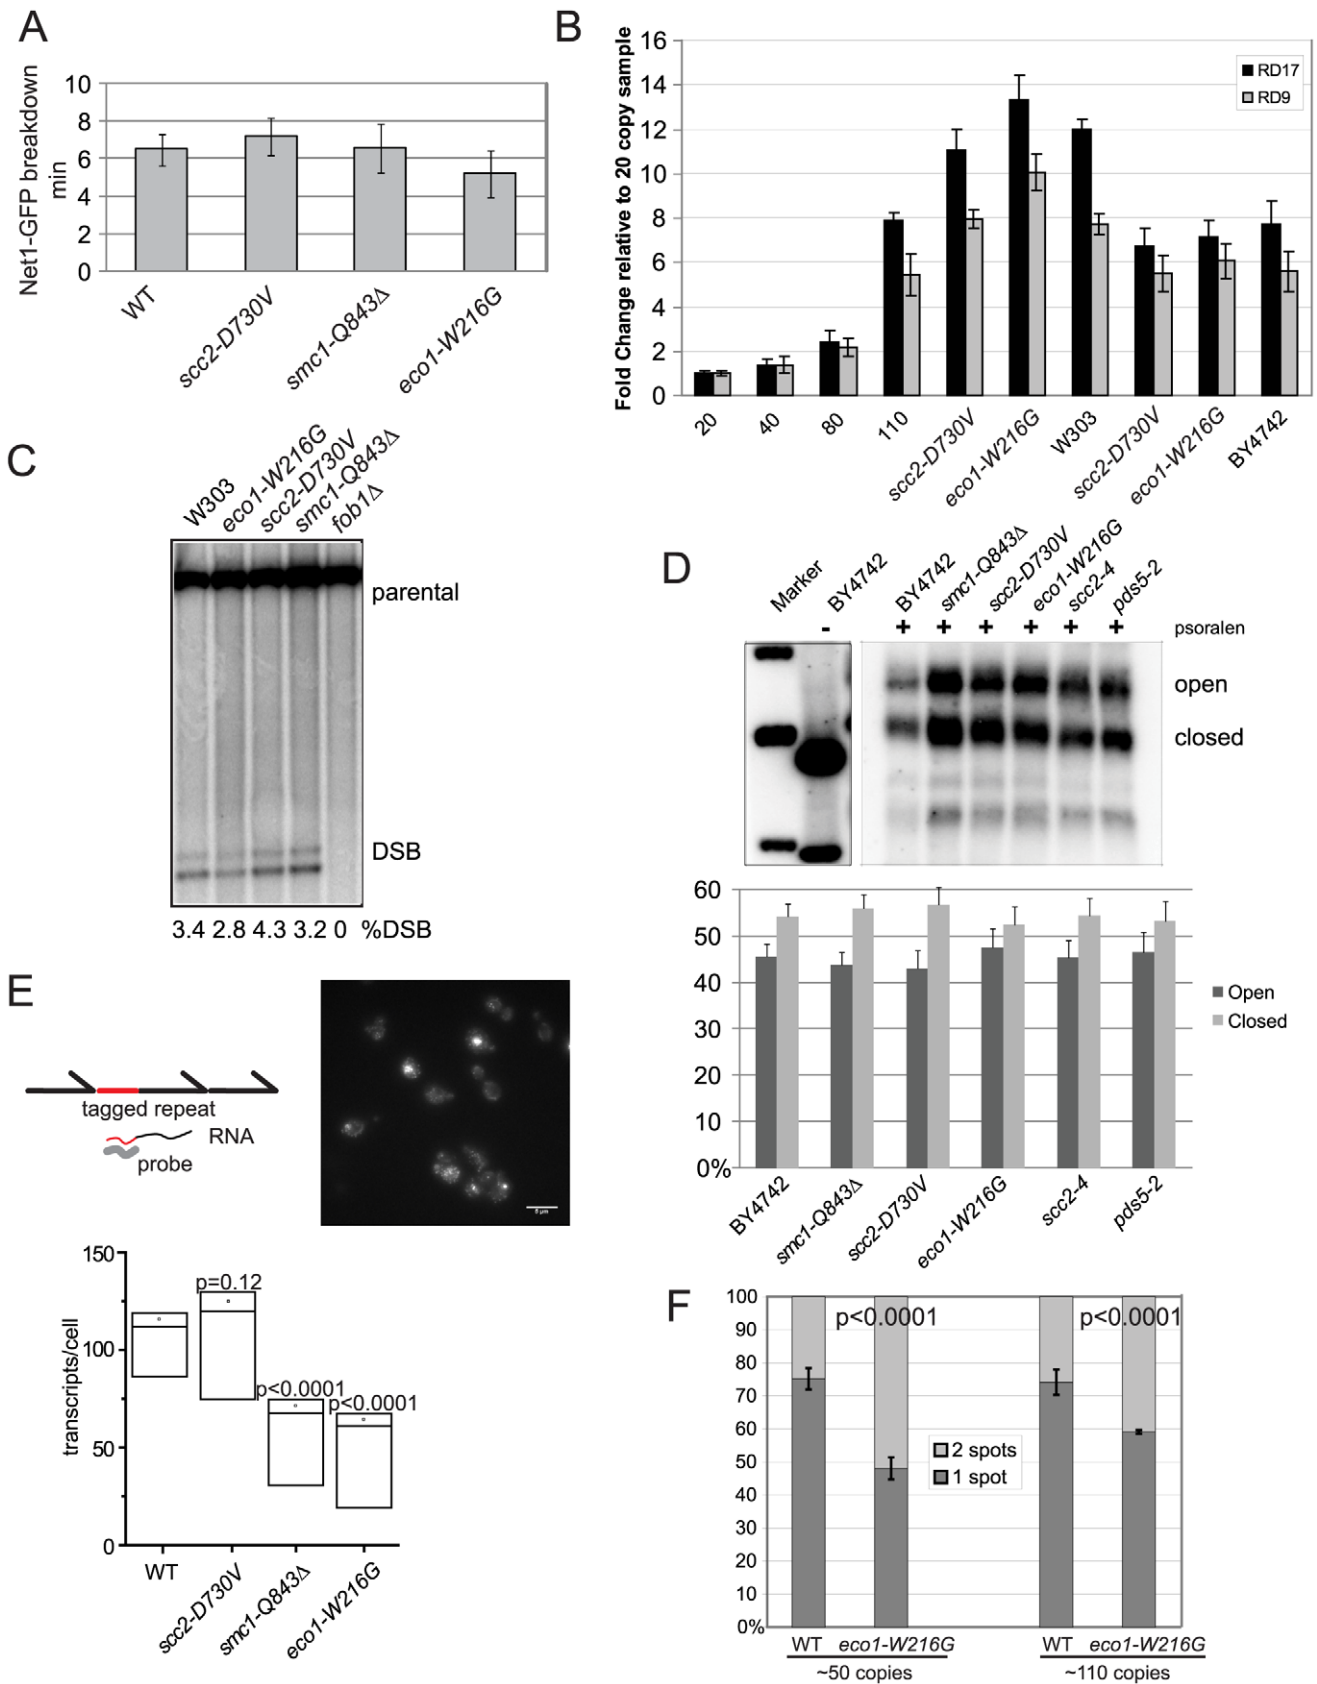 A
Net1-GFP breakdown
min
10
8
6
4
2
0
WT
scc2-D730V
smc1-Q843Δ
eco1-W216G
B
Fold Change relative to 20 copy sample
16
14
12
10
8
6
4
2
0
RD17
RD9
20
40
80
110
scc2-D730V
eco1-W216G
W303
scc2-D730V
eco1-W216G
BY4742
C
W303
eco1-W216G
scc2-D730V
smc1-Q843Δ
fob1Δ
parental
DSB
3.4 2.8 4.3 3.2 0 %DSB
D
Marker
BY4742
BY4742
smc1-Q843Δ
scc2-D730V
eco1-W216G
scc2-4
pds5-2
- + + + + + + psoralen
open
closed
60
50
40
30
20
10
0%
Open
Closed
BY4742
smc1-Q843Δ
scc2-D730V
eco1-W216G
scc2-4
pds5-2
E
tagged repeat
RNA
probe
5 μm
transcripts/cell
150
100
50
0
p=0.12
p<0.0001
p<0.0001
WT
scc2-D730V
smc1-Q843Δ
eco1-W216G
F
100
90
80
70
60
50
40
30
20
10
0%
p<0.0001
p<0.0001
2 spots
1 spot
WT eco1-W216G
WT eco1-W216G
~50 copies
~110 copies